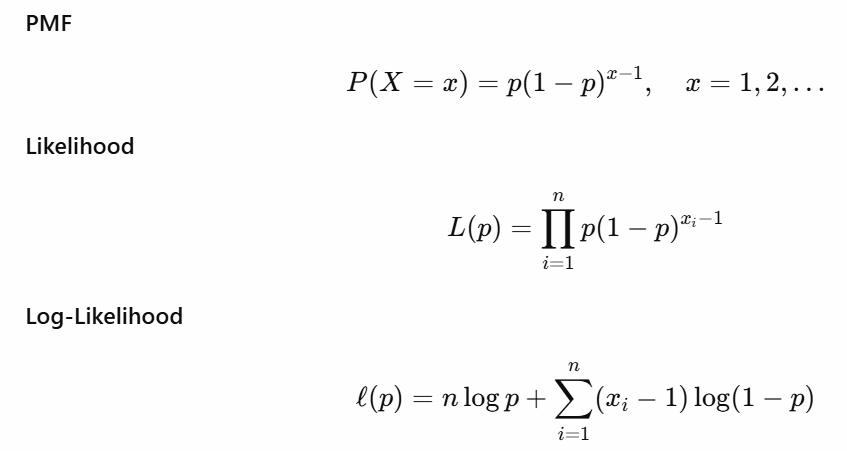 PMF
P(X = x) = p(1 − p)^{x−1},   x = 1, 2, …
Likelihood
L(p) = ∏_{i=1}^{n} p(1 − p)^{x_i−1}
Log-Likelihood
ℓ(p) = n log p + ∑_{i=1}^{n} (x_i − 1) log(1 − p)